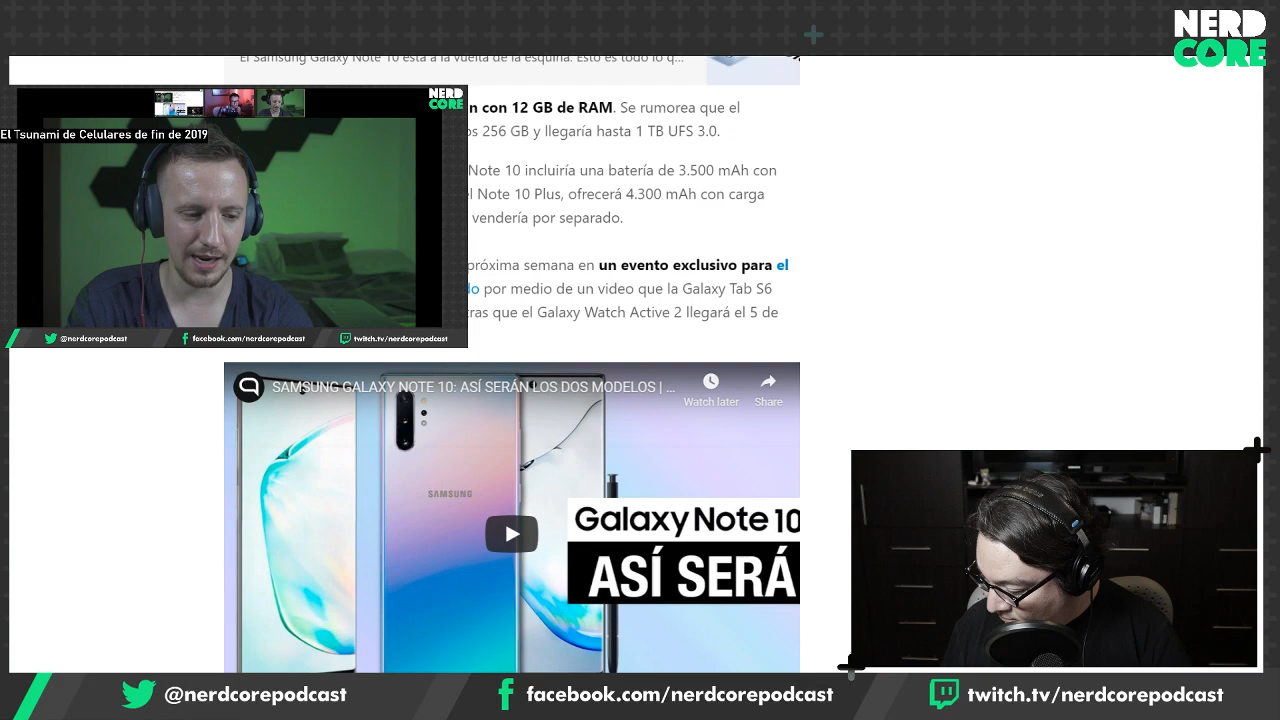 NERD
CORE
El Samsung Galaxy Note 10 está a la vuelta de la esquina. Esto es todo lo q...
NERD
CORE
n con 12 GB de RAM. Se rumorea que el
os 256 GB y llegaría hasta 1 TB UFS 3.0.
El Tsunami de Celulares de fin de 2019
Note 10 incluiría una batería de 3.500 mAh con
el Note 10 Plus, ofrecerá 4.300 mAh con carga
vendería por separado.
próxima semana en un evento exclusivo para el
do por medio de un video que la Galaxy Tab S6
tras que el Galaxy Watch Active 2 llegará el 5 de
@nerdcorepodcast
facebook.com/nerdcorepodcast
twitch.tv/nerdcorepodcast
SAMSUNG GALAXY NOTE 10: ASÍ SERÁN LOS DOS MODELOS | ...
Watch later
Share
SAMSUNG
Galaxy Note 10
ASÍ SERÁ
@nerdcorepodcast
facebook.com/nerdcorepodcast
twitch.tv/nerdcorepodcast